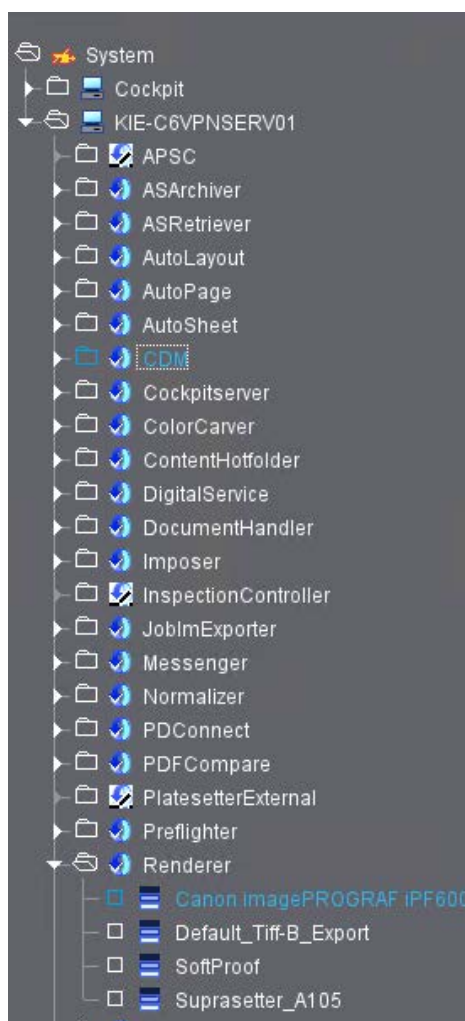 System
Cockpit
KIE-C6VPNSERV01
APSC
ASArchiver
ASRetriever
AutoLayout
AutoPage
AutoSheet
CDM
Cockpitserver
ColorCarver
ContentHotfolder
DigitalService
DocumentHandler
Imposer
InspectionController
JobImExporter
Messenger
Normalizer
PDConnect
PDFCompare
PlatesetterExternal
Preflighter
Renderer
Canon imagePROGRAF iPF600
Default_Tiff-B_Export
SoftProof
Suprasetter_A105